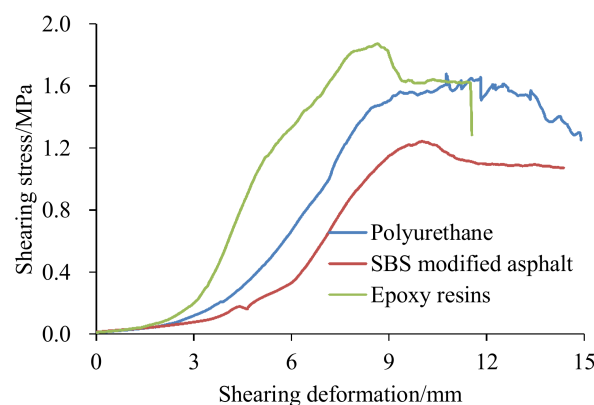 2.0
1.6
1.2
0.8
0.4
0.0
Shearing stress/MPa
Polyurethane
SBS modified asphalt
Epoxy resins
0 3 6 9 12 15
Shearing deformation/mm